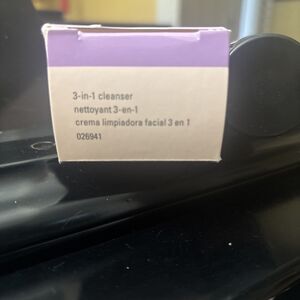 3-in-1 cleanser
nettoyant 3-en-1
crema limpiadora facial 3 en 1
026941